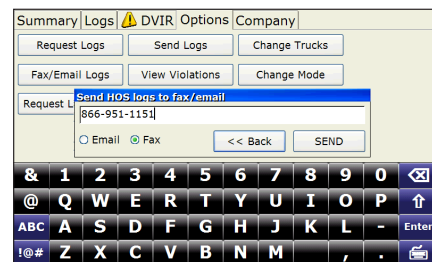 Summary Logs DVIR Options Company
Request Logs Send Logs Change Trucks
Fax/Email Logs View Violations Change Mode
Request L
Send HOS logs to fax/email
866-951-1151
Email Fax << Back SEND
& 1 2 3 4 5 6 7 8 9 0
@ Q W E R T Y U I O P
ABC A S D F G H J K L - Enter
!@# Z X C V B N M , .